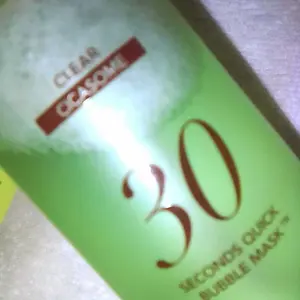 CLEAR
CICASOME
30
SECONDS QUICK
BUBBLE MASK™